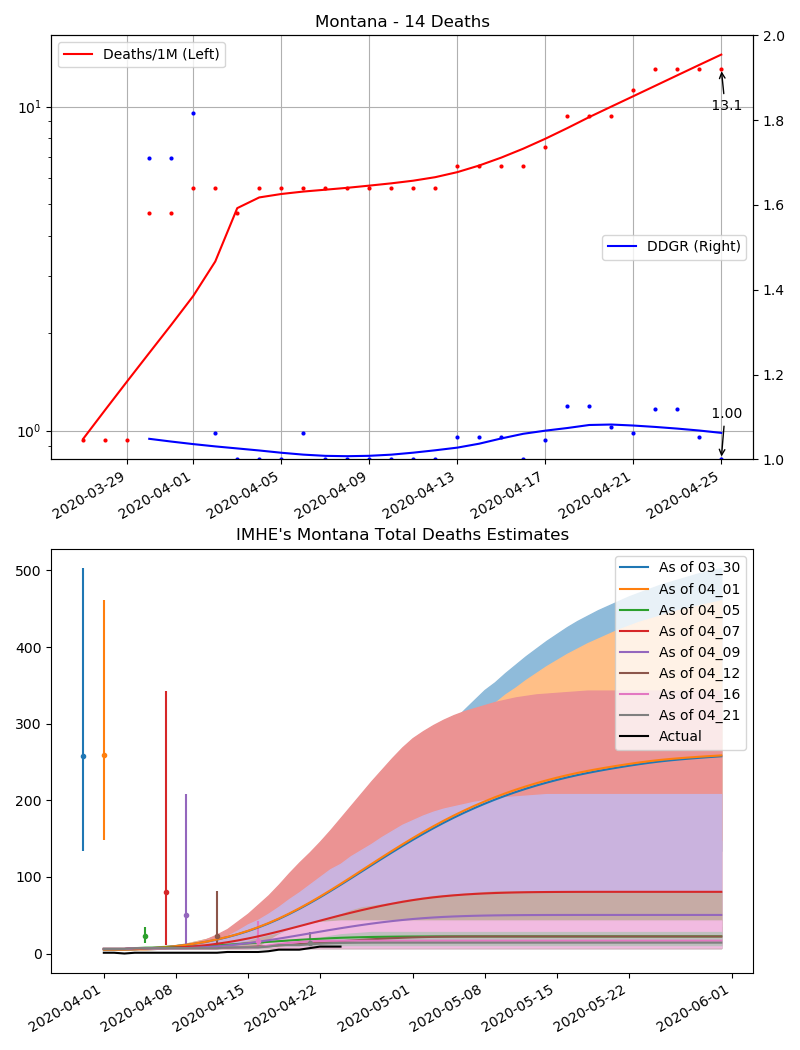 Montana - 14 Deaths
Deaths/1M (Left)
DDGR (Right)
13.1
1.00
10¹
10⁰
2.0
1.8
1.6
1.4
1.2
1.0
2020-03-29
2020-04-01
2020-04-05
2020-04-09
2020-04-13
2020-04-17
2020-04-21
2020-04-25
IMHE's Montana Total Deaths Estimates
500
400
300
200
100
0
As of 03_30
As of 04_01
As of 04_05
As of 04_07
As of 04_09
As of 04_12
As of 04_16
As of 04_21
Actual
2020-04-01
2020-04-08
2020-04-15
2020-04-22
2020-05-01
2020-05-08
2020-05-15
2020-05-22
2020-06-01